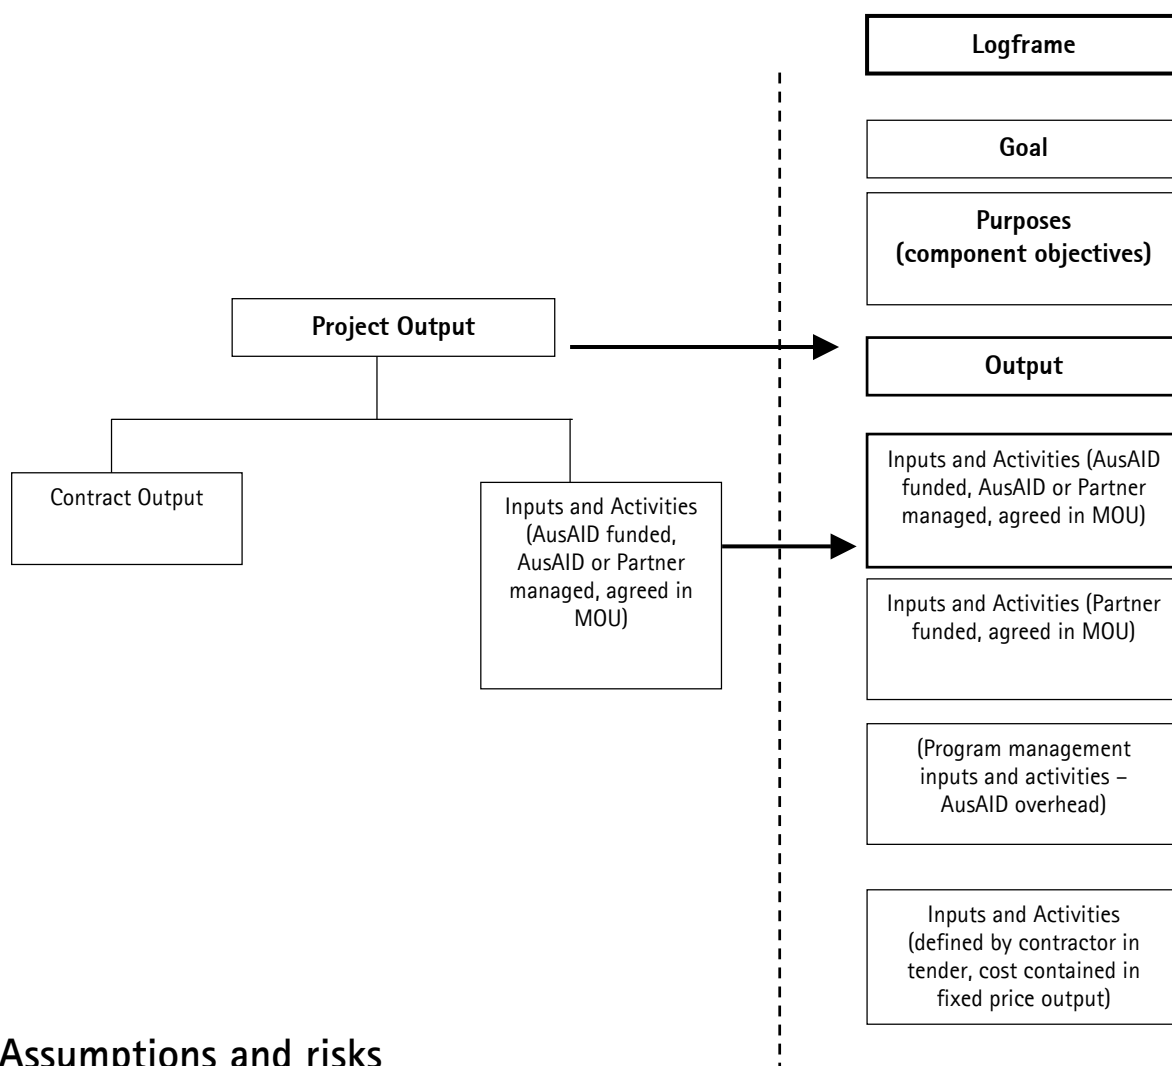 Logframe
Goal
Purposes
(component objectives)
Project Output
Output
Contract Output
Inputs and Activities
(AusAID funded,
AusAID or Partner
managed, agreed in
MOU)
Inputs and Activities (AusAID
funded, AusAID or Partner
managed, agreed in MOU)
Inputs and Activities (Partner
funded, agreed in MOU)
(Program management
inputs and activities –
AusAID overhead)
Inputs and Activities
(defined by contractor in
tender, cost contained in
fixed price output)
Assumptions and risks